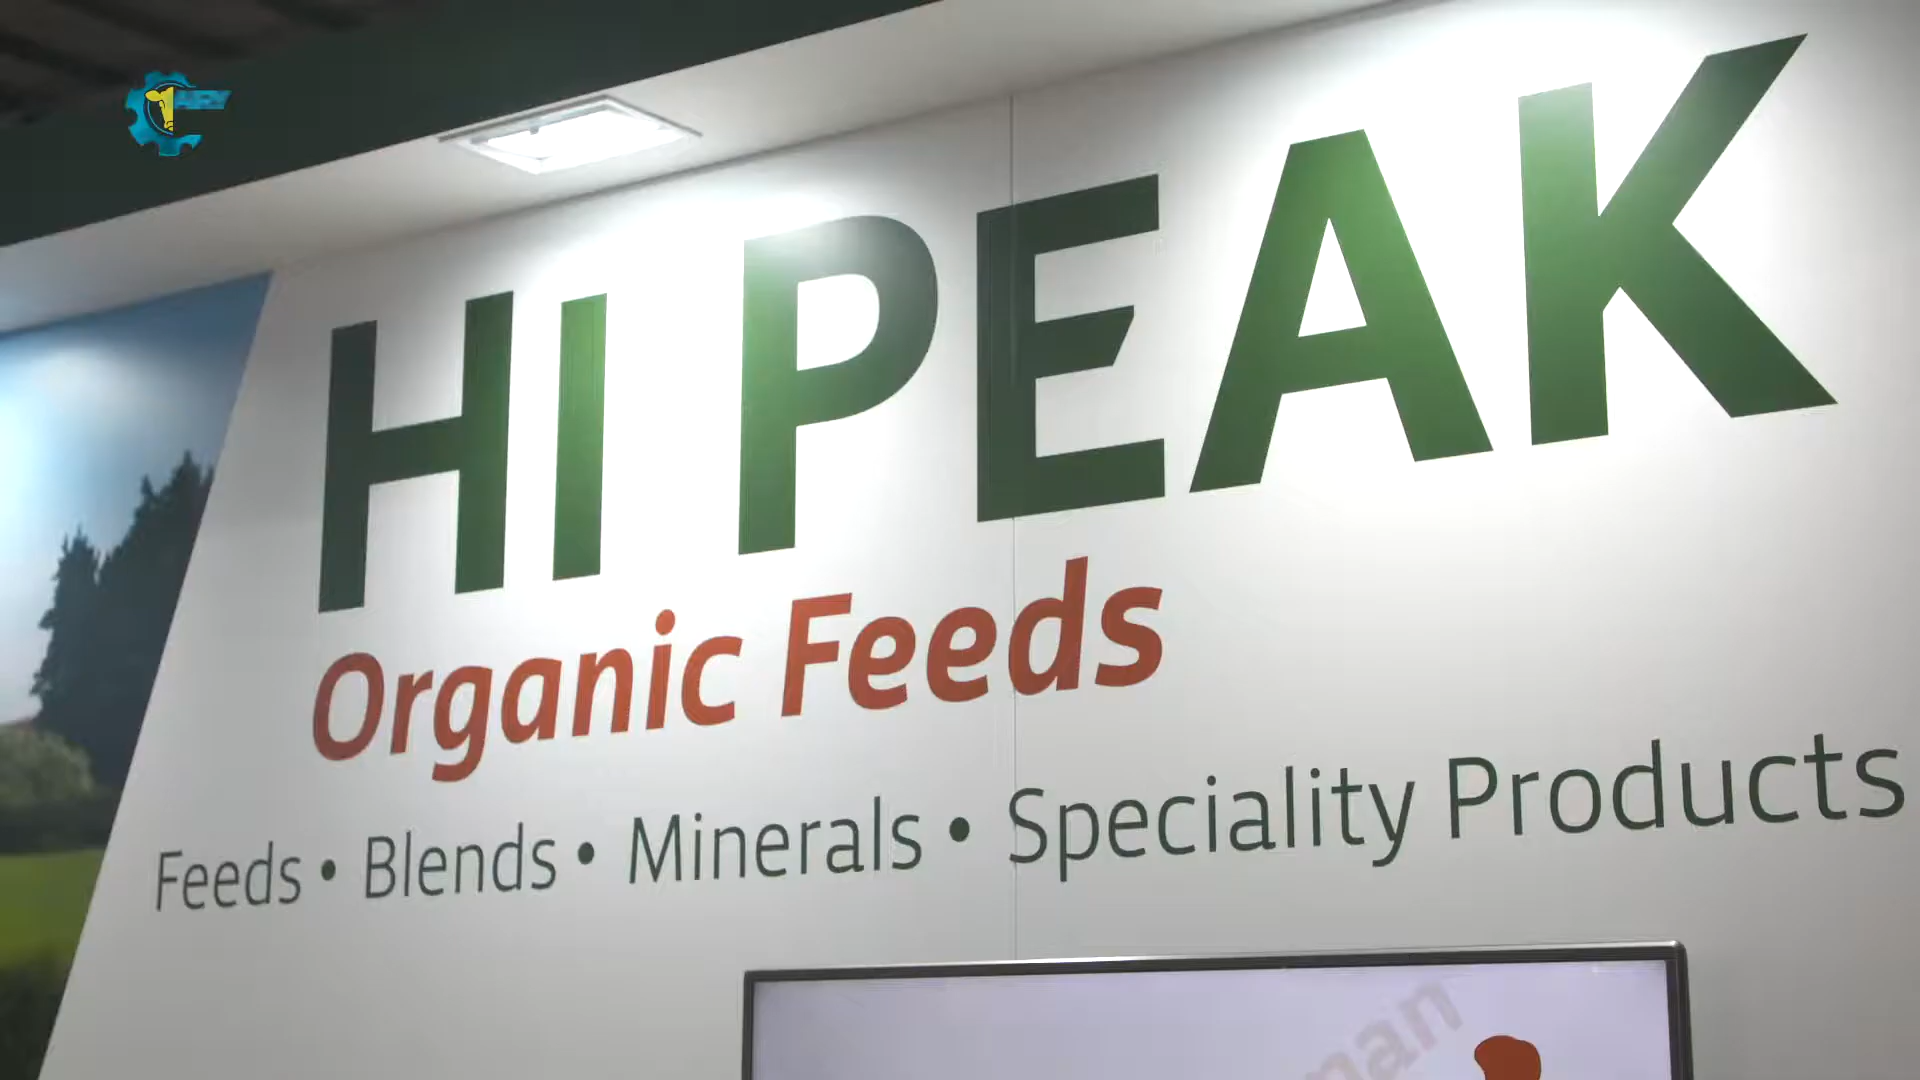 HI PEAK
Organic Feeds
Feeds • Blends • Minerals • Speciality Products